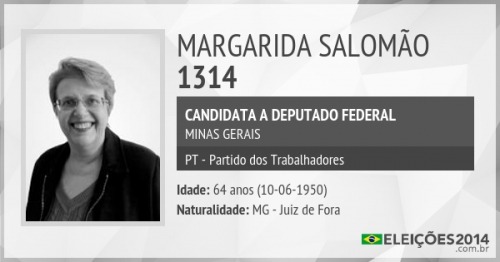 MARGARIDA SALOMÃO
1314
CANDIDATA A DEPUTADO FEDERAL
MINAS GERAIS
PT - Partido dos Trabalhadores
Idade: 64 anos (10-06-1950)
Naturalidade: MG - Juiz de Fora
ELEIÇÕES2014
.com.br